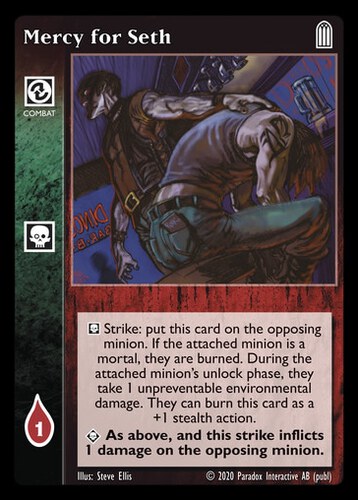 Mercy for Seth
COMBAT
Strike: put this card on the opposing
minion. If the attached minion is a
mortal, they are burned. During the
attached minion's unlock phase, they
take 1 unpreventable environmental
damage. They can burn this card as a
+1 stealth action.
As above, and this strike inflicts
1 damage on the opposing minion.
1
Illus: Steve Ellis © 2020 Paradox Interactive AB (publ)